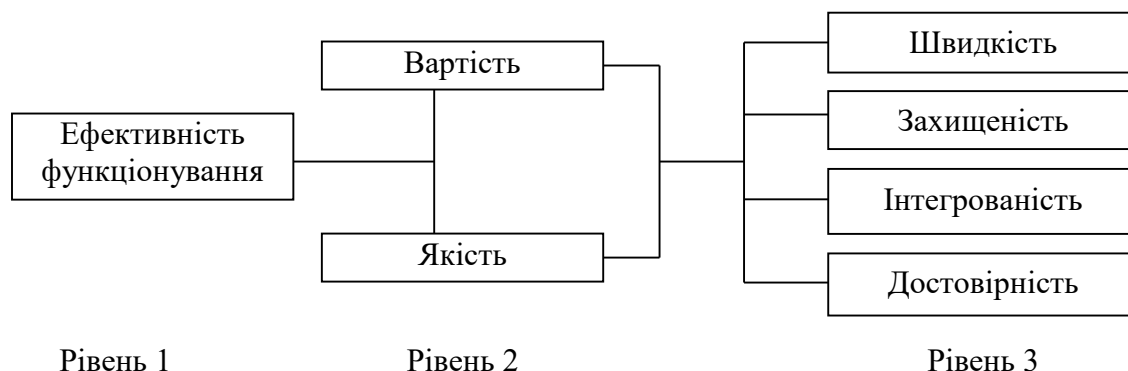 Ефективність
функціонування
Вартість
Якість
Швидкість
Захищеність
Інтегрованість
Достовірність
Рівень 1
Рівень 2
Рівень 3